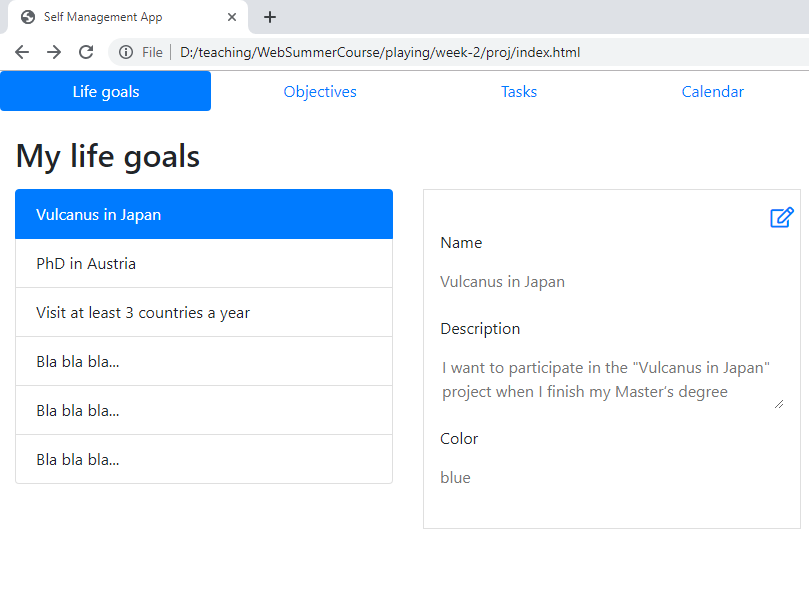 Self Management App
File D:/teaching/WebSummerCourse/playing/week-2/proj/index.html
Life goals Objectives Tasks Calendar
My life goals
Vulcanus in Japan
PhD in Austria
Visit at least 3 countries a year
Bla bla bla...
Bla bla bla...
Bla bla bla...
Name
Vulcanus in Japan
Description
I want to participate in the "Vulcanus in Japan"
project when I finish my Master's degree
Color
blue